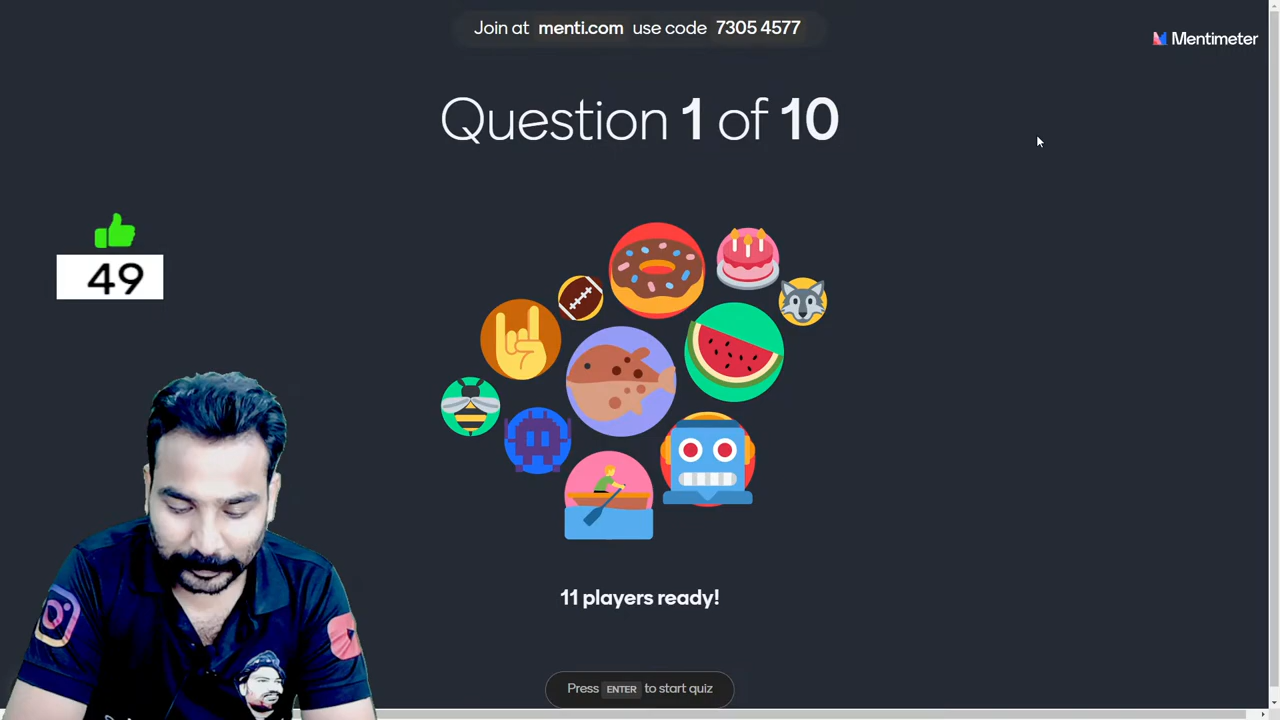 Join at menti.com use code 7305 4577
Mentimeter
Question 1 of 10
49
11 players ready!
Press ENTER to start quiz